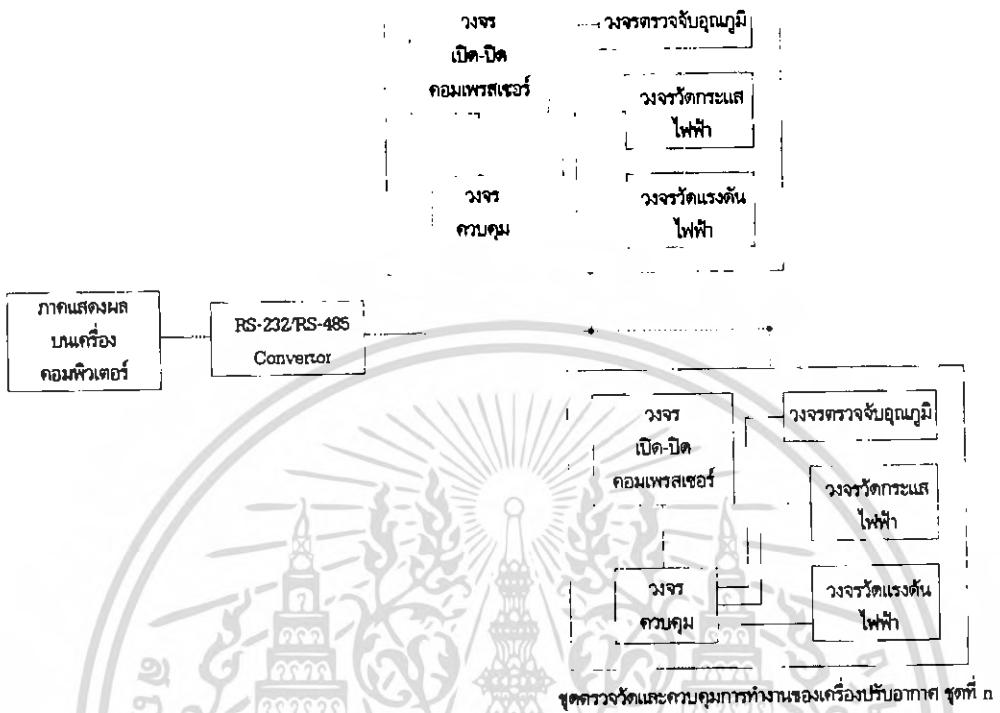 วงจร
เปิด-ปิด
คอมเพรสเซอร์
วงจรตรวจจับอุณภูมิ
วงจรวัดกระแส
ไฟฟ้า
วงจร
ควบคุม
วงจรวัดแรงดัน
ไฟฟ้า
ภาคแสดงผล
บนเครื่อง
คอมพิวเตอร์
RS-232/RS-485
Convertor
วงจร
เปิด-ปิด
คอมเพรสเซอร์
วงจรตรวจจับอุณภูมิ
วงจรวัดกระแส
ไฟฟ้า
วงจร
ควบคุม
วงจรวัดแรงดัน
ไฟฟ้า
ชุดตรวจวัดและควบคุมการทำงานของเครื่องปรับอากาศ ชุดที่ n